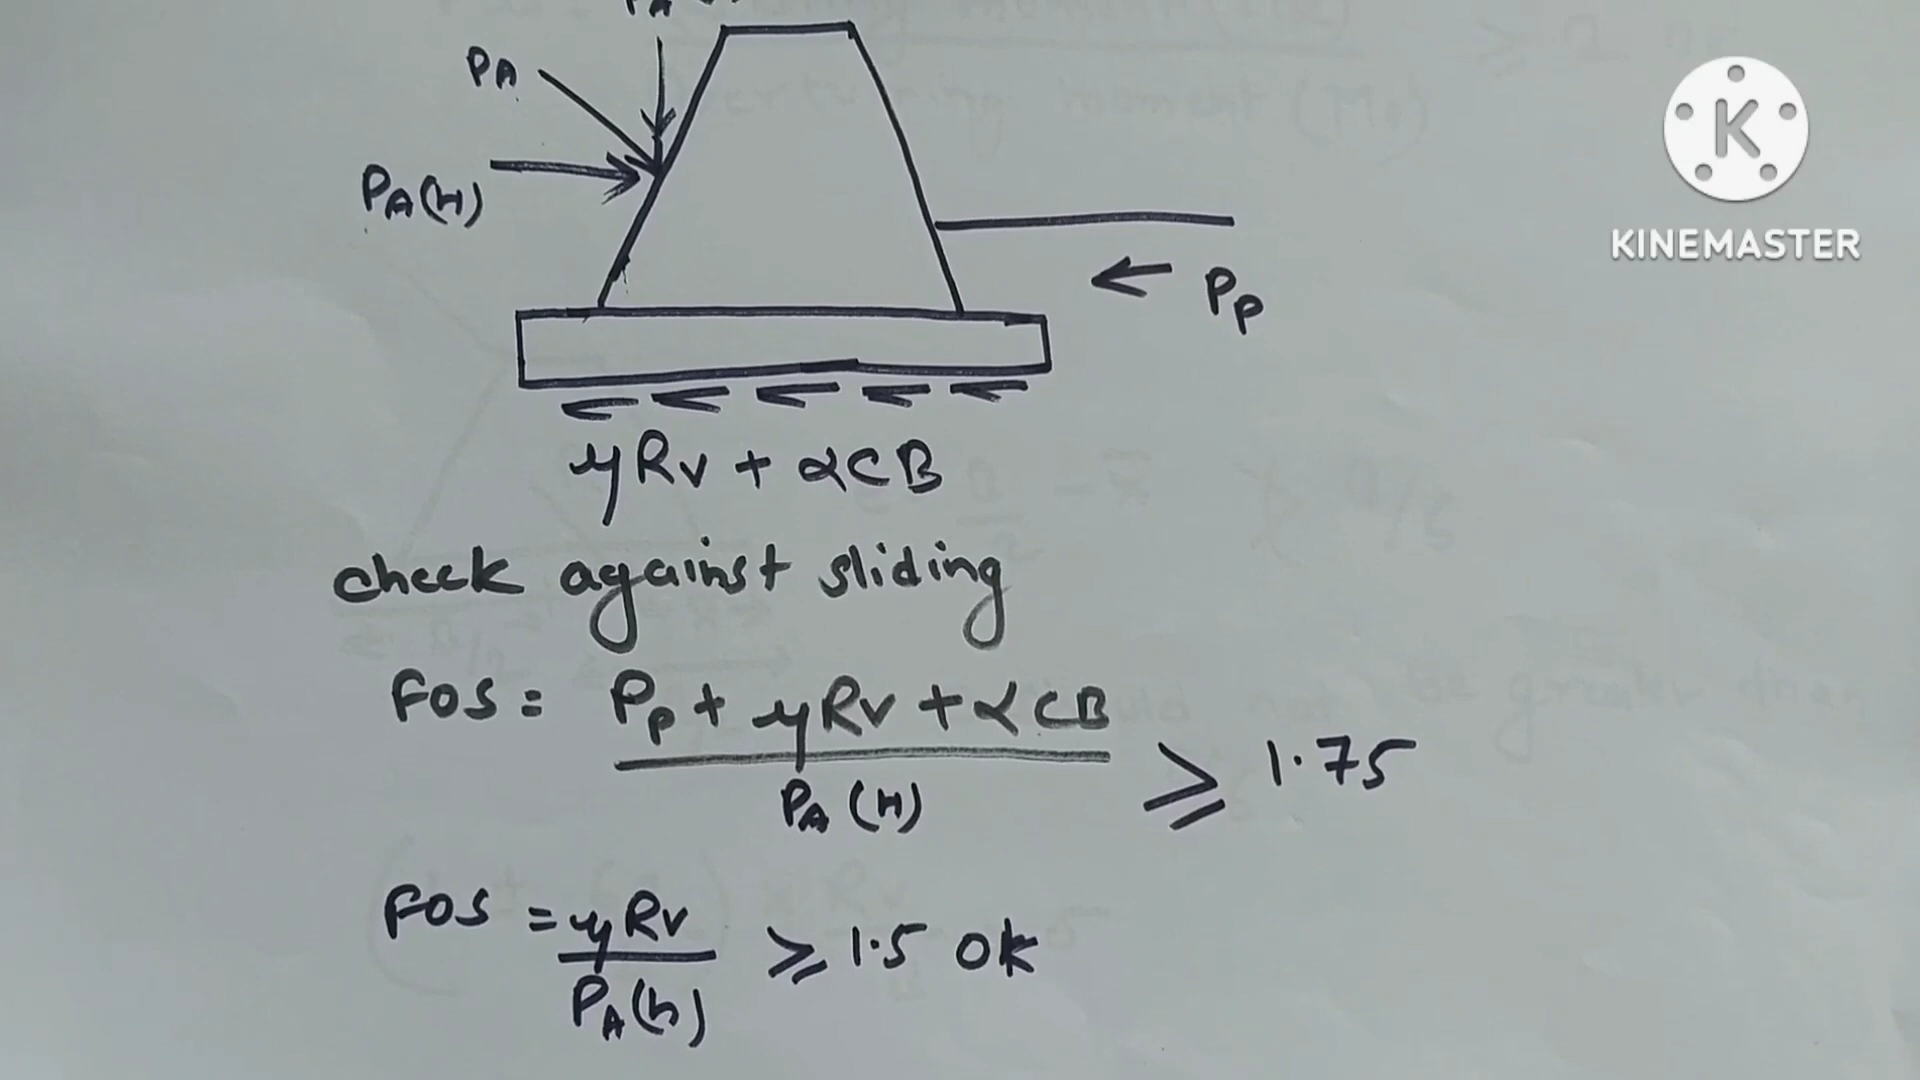 PA
PA(H)
K
KINEMASTER
Pp
μRv + αCB
check against sliding
FOS = Pp + μRv + αCB
PA(H)
≥ 1.75
FOS = μRv
PA(h)
≥ 1.5 ok